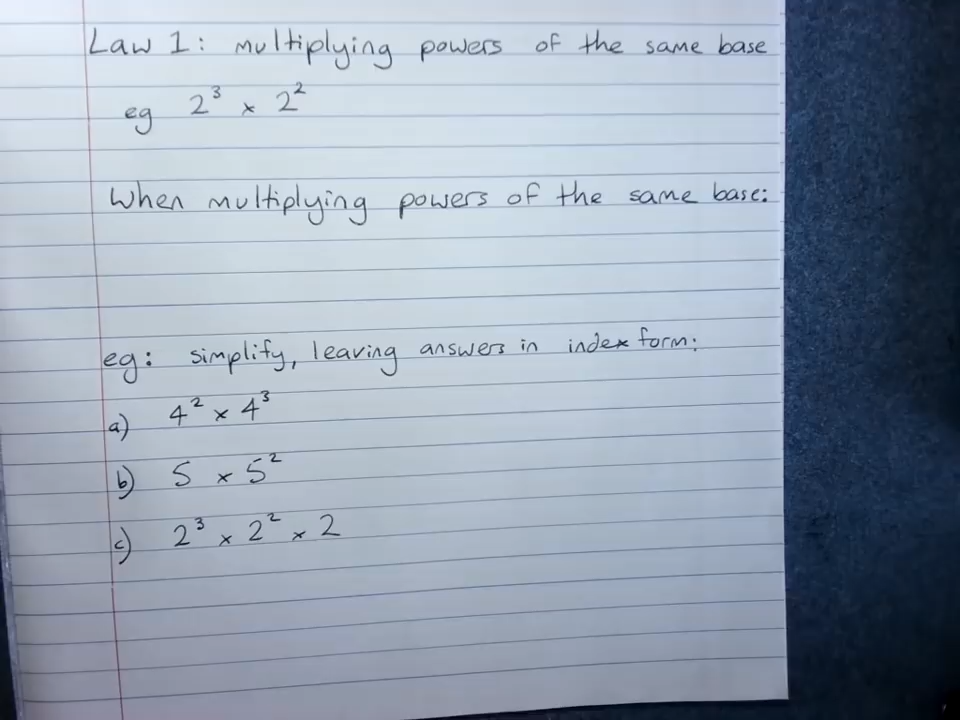 Law 1: multiplying powers of the same base
eg 2³ × 2²
When multiplying powers of the same base:
eg: simplify, leaving answers in index form:
a) 4² × 4³
b) 5 × 5²
c) 2³ × 2² × 2